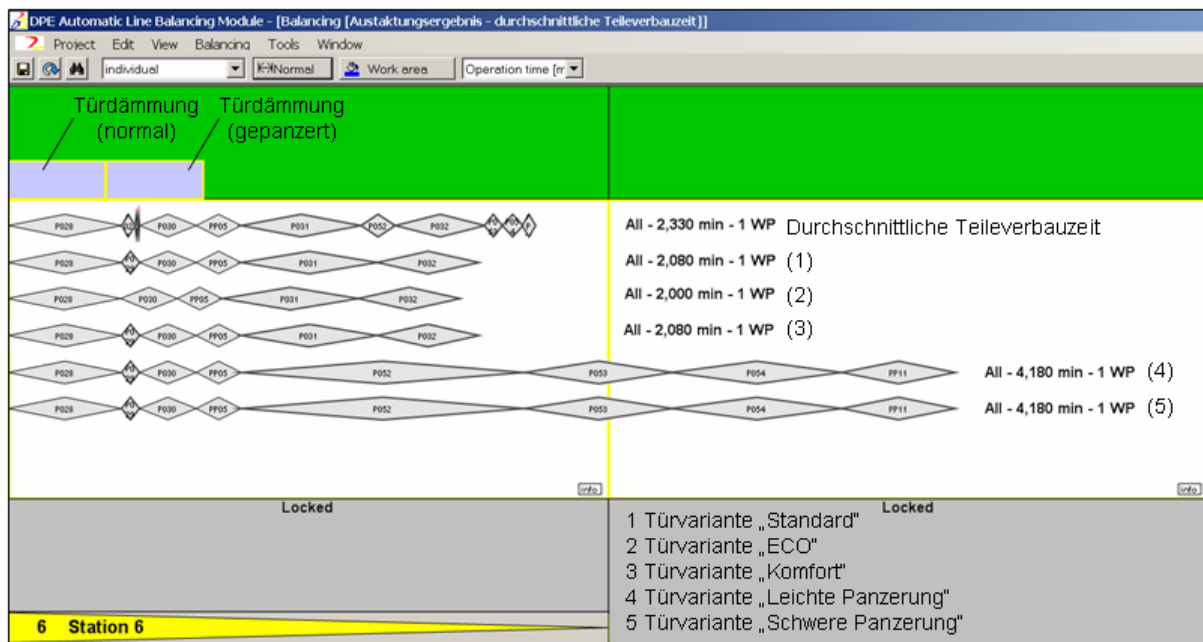 DPE Automatic Line Balancing Module - [Balancing [Austaktungsergebnis - durchschnittliche Teileverbauzeit]]
Project Edit View Balancing Tools Window
individual Normal Work area Operation time [m
Türdämmung (normal)
Türdämmung (gepanzert)
P028 P030 PP05 P031 P052 P032 P All - 2,330 min - 1 WP Durchschnittliche Teileverbauzeit
P028 P030 PP05 P031 P032 All - 2,080 min - 1 WP (1)
P028 P030 PP05 P031 P032 All - 2,000 min - 1 WP (2)
P028 P030 PP05 P031 P032 All - 2,080 min - 1 WP (3)
P028 P030 PP05 P052 P053 P054 PP11 All - 4,180 min - 1 WP (4)
P028 P030 PP05 P052 P053 P054 PP11 All - 4,180 min - 1 WP (5)
info info
Locked Locked
1 Türvariante „Standard"
2 Türvariante „ECO"
3 Türvariante „Komfort"
4 Türvariante „Leichte Panzerung"
5 Türvariante „Schwere Panzerung"
6 Station 6